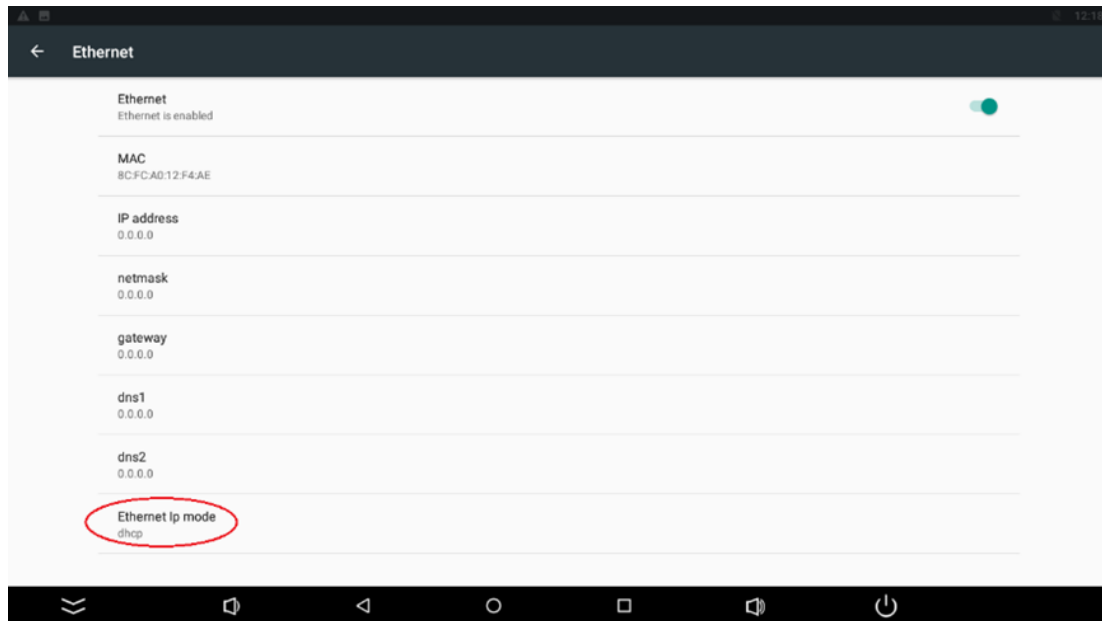 12:18
Ethernet
Ethernet
Ethernet is enabled
MAC
8C:FC:A0:12:F4:AE
IP address
0.0.0.0
netmask
0.0.0.0
gateway
0.0.0.0
dns1
0.0.0.0
dns2
0.0.0.0
Ethernet Ip mode
dhcp